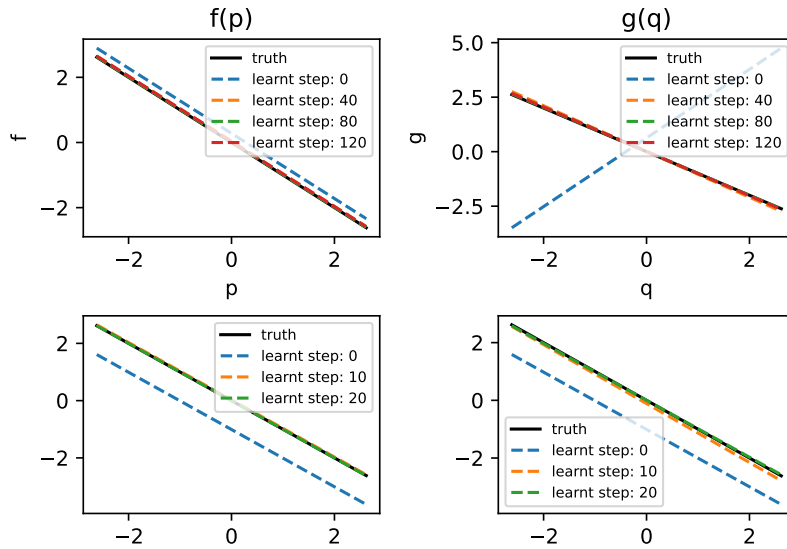 f(p)
g(q)
2
0
−2
f
truth
learnt step: 0
learnt step: 40
learnt step: 80
learnt step: 120
−2
0
2
p
5.0
2.5
0.0
−2.5
g
truth
learnt step: 0
learnt step: 40
learnt step: 80
learnt step: 120
−2
0
2
q
2
0
−2
truth
learnt step: 0
learnt step: 10
learnt step: 20
−2
0
2
2
0
−2
truth
learnt step: 0
learnt step: 10
learnt step: 20
−2
0
2